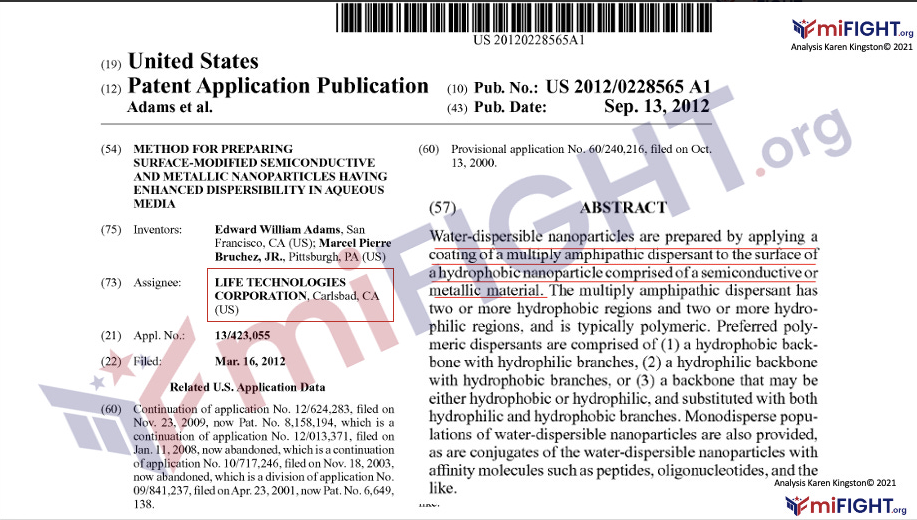 miFIGHT.org
Analysis Karen Kingston© 2021
US 20120228565A1
(19) United States
(12) Patent Application Publication
Adams et al.
(10) Pub. No.: US 2012/0228565 A1
(43) Pub. Date: Sep. 13, 2012
(54) METHOD FOR PREPARING
SURFACE-MODIFIED SEMICONDUCTIVE
AND METALLIC NANOPARTICLES HAVING
ENHANCED DISPERSIBILITY IN AQUEOUS
MEDIA
(75) Inventors: Edward William Adams, San
Francisco, CA (US); Marcel Pierre
Bruchez, JR., Pittsburgh, PA (US)
(73) Assignee: LIFE TECHNOLOGIES
CORPORATION, Carlsbad, CA
(US)
(21) Appl. No.: 13/423,055
(22) Filed: Mar. 16, 2012
Related U.S. Application Data
(60) Continuation of application No. 12/624,283, filed on
Nov. 23, 2009, now Pat. No. 8,158,194, which is a
continuation of application No. 12/013,371, filed on
Jan. 11, 2008, now abandoned, which is a continuation
of application No. 10/717,246, filed on Nov. 18, 2003,
now abandoned, which is a division of application No.
09/841,237, filed on Apr. 23, 2001, now Pat. No. 6,649,
138.
(60) Provisional application No. 60/240,216, filed on Oct.
13, 2000.
(57) ABSTRACT
Water-dispersible nanoparticles are prepared by applying a
coating of a multiply amphipathic dispersant to the surface of
a hydrophobic nanoparticle comprised of a semiconductive or
metallic material. The multiply amphipathic dispersant has
two or more hydrophobic regions and two or more hydro-
philic regions, and is typically polymeric. Preferred poly-
meric dispersants are comprised of (1) a hydrophobic back-
bone with hydrophilic branches, (2) a hydrophilic backbone
with hydrophobic branches, or (3) a backbone that may be
either hydrophobic or hydrophilic, and substituted with both
hydrophilic and hydrophobic branches. Monodisperse popu-
lations of water-dispersible nanoparticles are also provided,
as are conjugates of the water-dispersible nanoparticles with
affinity molecules such as peptides, oligonucleotides, and the
like.
miFIGHT.org
Analysis Karen Kingston© 2021
miFIGHT.org